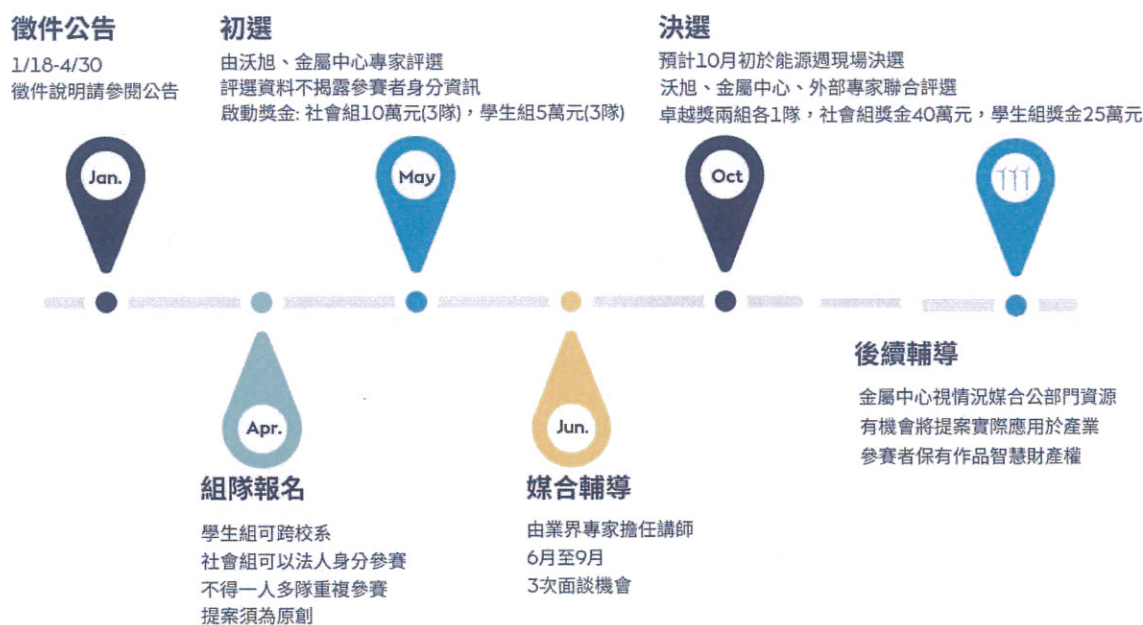 徵件公告
1/18-4/30
徵件說明請參閱公告
Jan.
組隊報名
學生組可跨校系
社會組可以法人身分參賽
不得一人多隊重複參賽
提案須為原創
Apr.
初選
由沃旭、金屬中心專家評選
評選資料不揭露參賽者身分資訊
啟動獎金: 社會組10萬元(3隊)，學生組5萬元(3隊)
May
Jun.
媒合輔導
由業界專家擔任講師
6月至9月
3次面談機會
決選
預計10月初於能源週現場決選
沃旭、金屬中心、外部專家聯合評選
卓越獎兩組各1隊，社會組獎金40萬元，學生組獎金25萬元
Oct
後續輔導
金屬中心視情況媒合公部門資源
有機會將提案實際應用於產業
參賽者保有作品智慧財產權